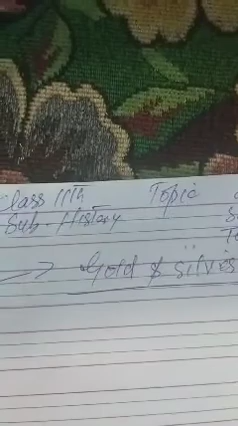 Class 11th Topic
Sub - History
→ Gold & Silver